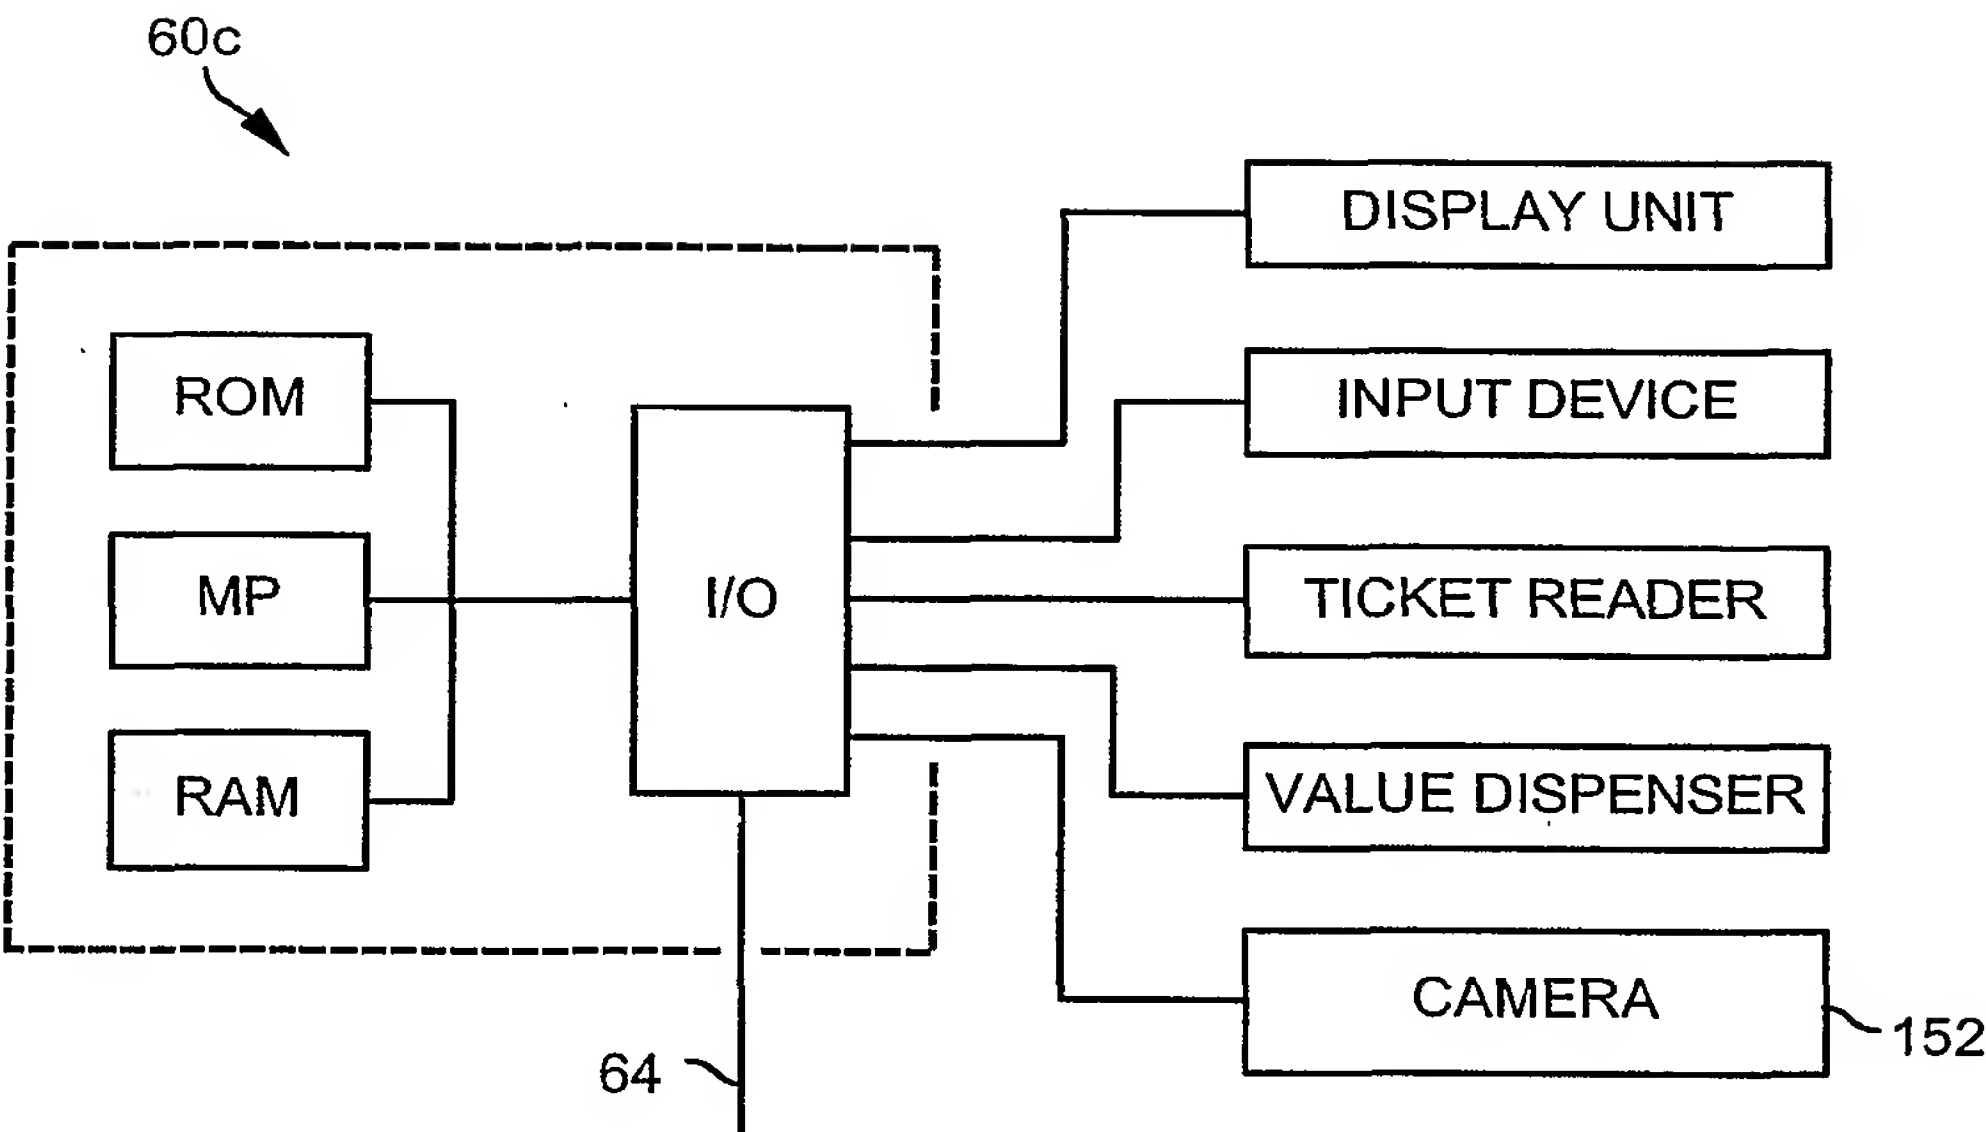 60c
DISPLAY UNIT
ROM
INPUT DEVICE
MP
I/O
TICKET READER
RAM
VALUE DISPENSER
CAMERA
152
64